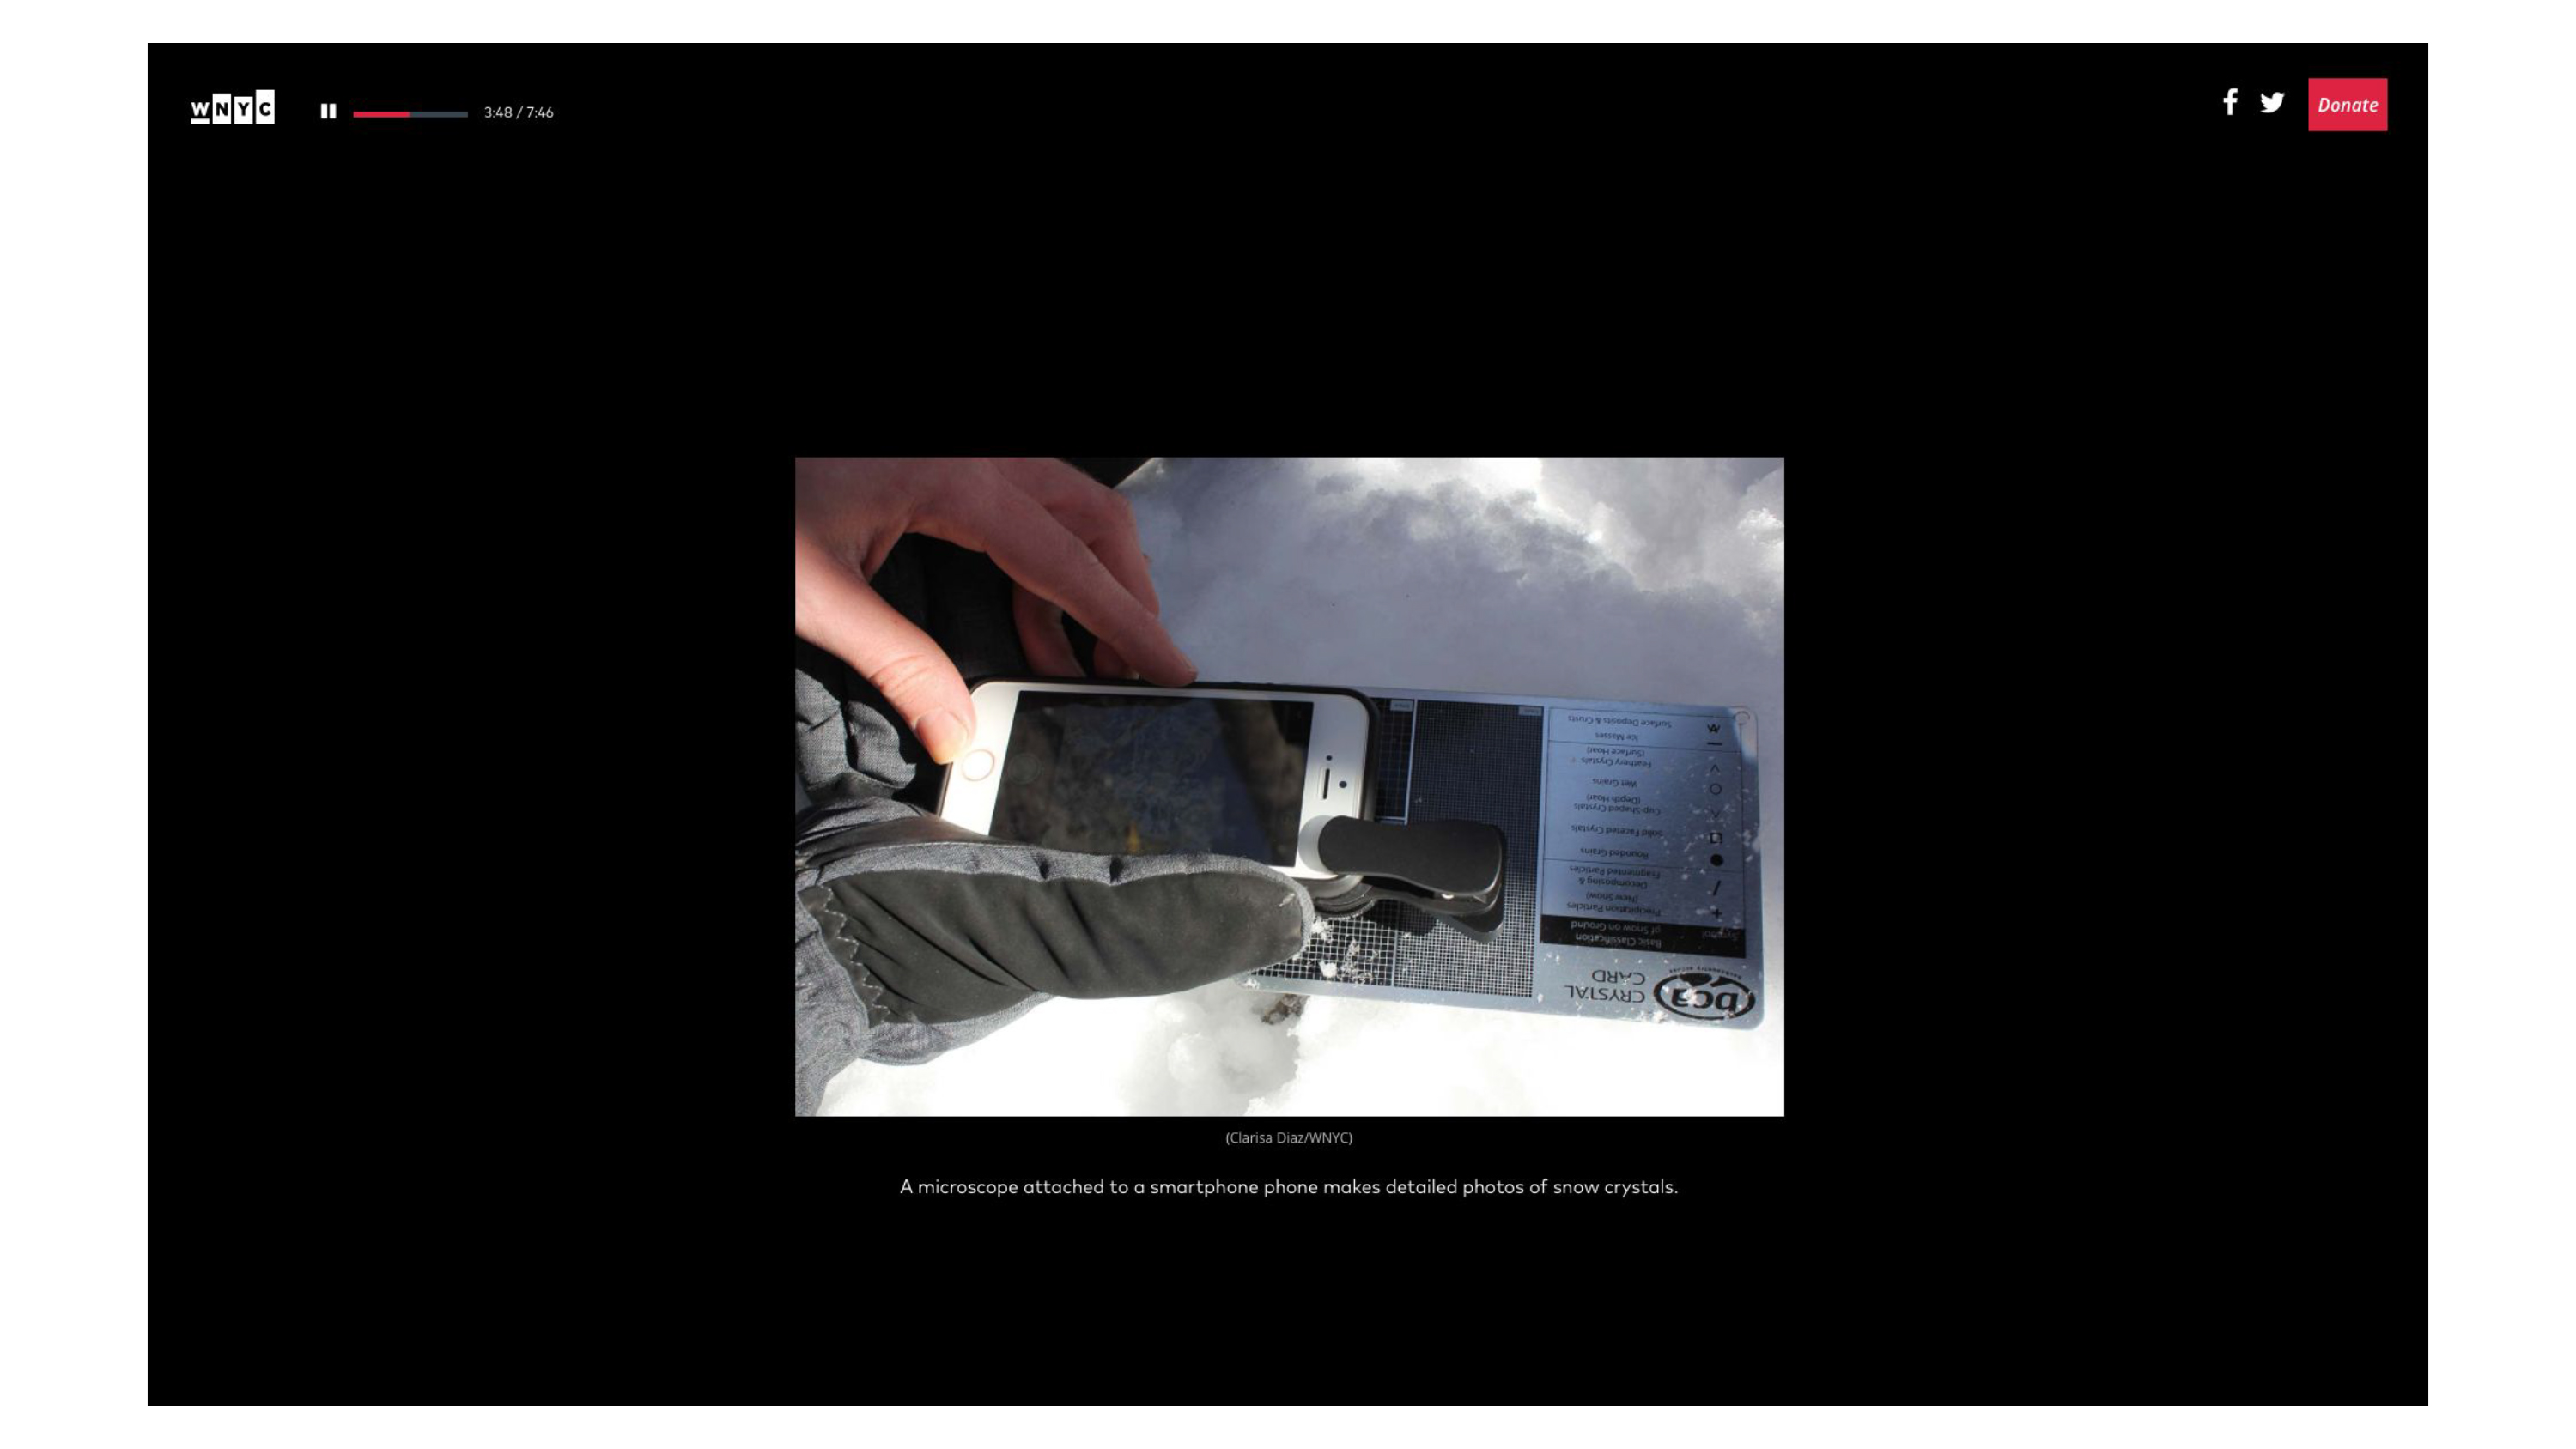 WNYC
3:48 / 7:46
Donate
Surface Deposits & Crusts
Ice Masses
(Surface Hoar)
Feathery Crystals
Wet Grains
(Depth Hoar)
Cup-Shaped Crystals
Solid Faceted Crystals
Rounded Grains
Fragmented Particles
Decomposing &
(New Snow)
Precipitation Particles
of Snow on Ground
Basic Classification
Symbol
CARD
CRYSTAL
bca
(Clarisa Diaz/WNYC)
A microscope attached to a smartphone phone makes detailed photos of snow crystals.